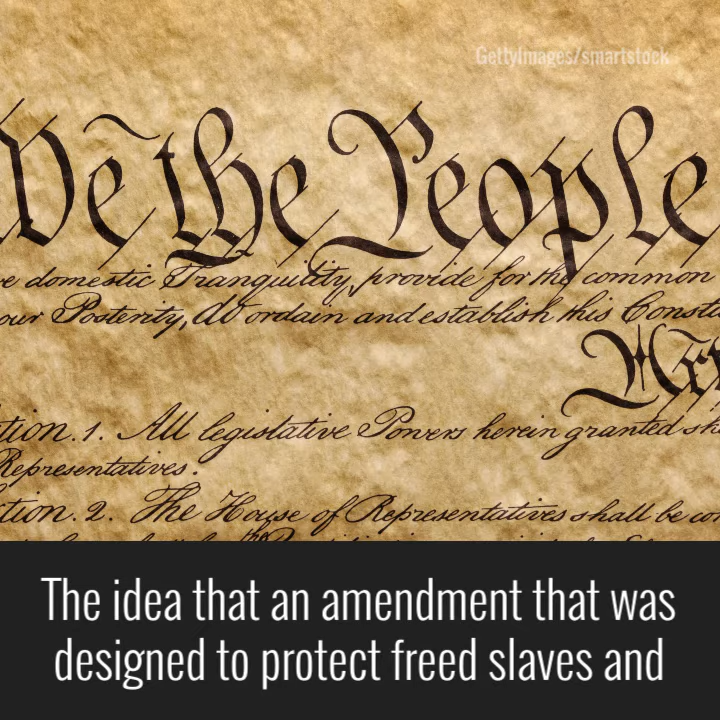 GettyImages/smartstock
We the People
e domestic Tranquility, provide for the common
our Posterity, do ordain and establish this Constit
tion. 1. All legislative Powers herein granted sh
Representatives.
tion. 2. The House of Representatives shall be co
The idea that an amendment that was
designed to protect freed slaves and